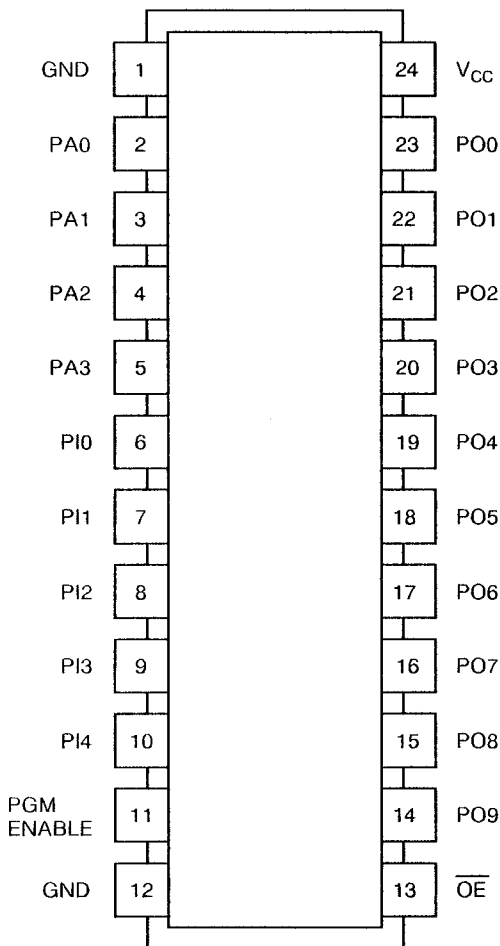 GND 1 24 VCC
PA0 2 23 PO0
PA1 3 22 PO1
PA2 4 21 PO2
PA3 5 20 PO3
PI0 6 19 PO4
PI1 7 18 PO5
PI2 8 17 PO6
PI3 9 16 PO7
PI4 10 15 PO8
PGM
ENABLE 11 14 PO9
GND 12 13 OE